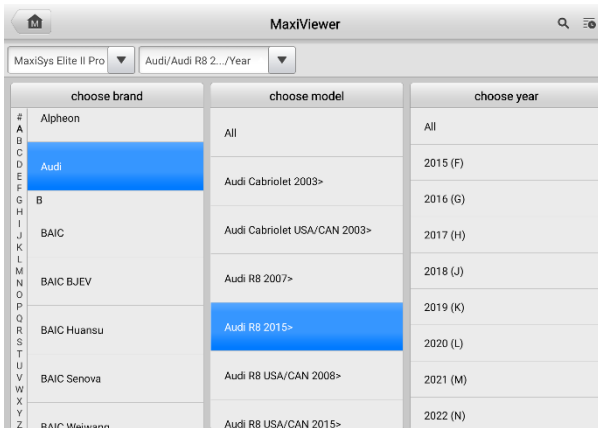 M
MaxiViewer
MaxiSys Elite II Pro
Audi/Audi R8 2.../Year
choose brand
choose model
choose year
#
A
B
C
D
E
F
G
H
I
J
K
L
M
N
O
P
Q
R
S
T
U
V
W
X
Y
Z
Alpheon
Audi
B
BAIC
BAIC BJEV
BAIC Huansu
BAIC Senova
BAIC Weiwang
All
Audi Cabriolet 2003>
Audi Cabriolet USA/CAN 2003>
Audi R8 2007>
Audi R8 2015>
Audi R8 USA/CAN 2008>
Audi R8 USA/CAN 2015>
All
2015 (F)
2016 (G)
2017 (H)
2018 (J)
2019 (K)
2020 (L)
2021 (M)
2022 (N)